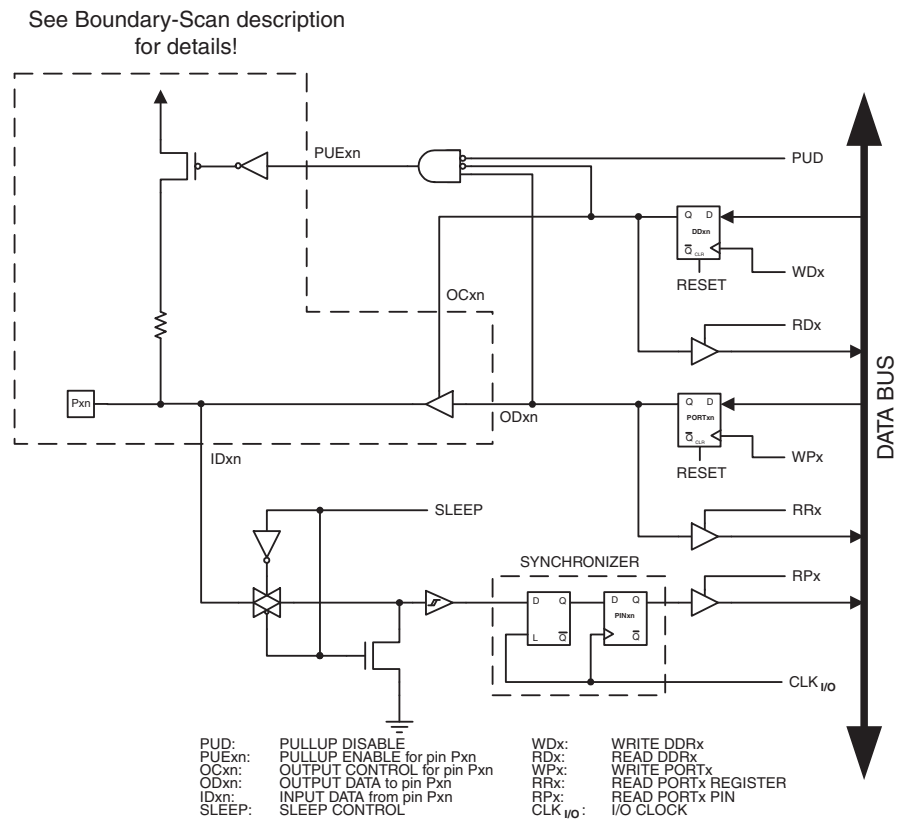 See Boundary-Scan description
for details!
PUExn
PUD
Q D
DDxn
Q CLR
RESET
WDx
OCxn
RDx
Pxn
ODxn
Q D
PORTxn
Q CLR
RESET
WPx
IDxn
DATA BUS
SLEEP
RRx
SYNCHRONIZER
RPx
D Q
L Q
D Q
PINxn
Q
CLK I/O
PUD: PULLUP DISABLE
PUExn: PULLUP ENABLE for pin Pxn
OCxn: OUTPUT CONTROL for pin Pxn
ODxn: OUTPUT DATA to pin Pxn
IDxn: INPUT DATA from pin Pxn
SLEEP: SLEEP CONTROL
WDx: WRITE DDRx
RDx: READ DDRx
WPx: WRITE PORTx
RRx: READ PORTx REGISTER
RPx: READ PORTx PIN
CLK I/O: I/O CLOCK